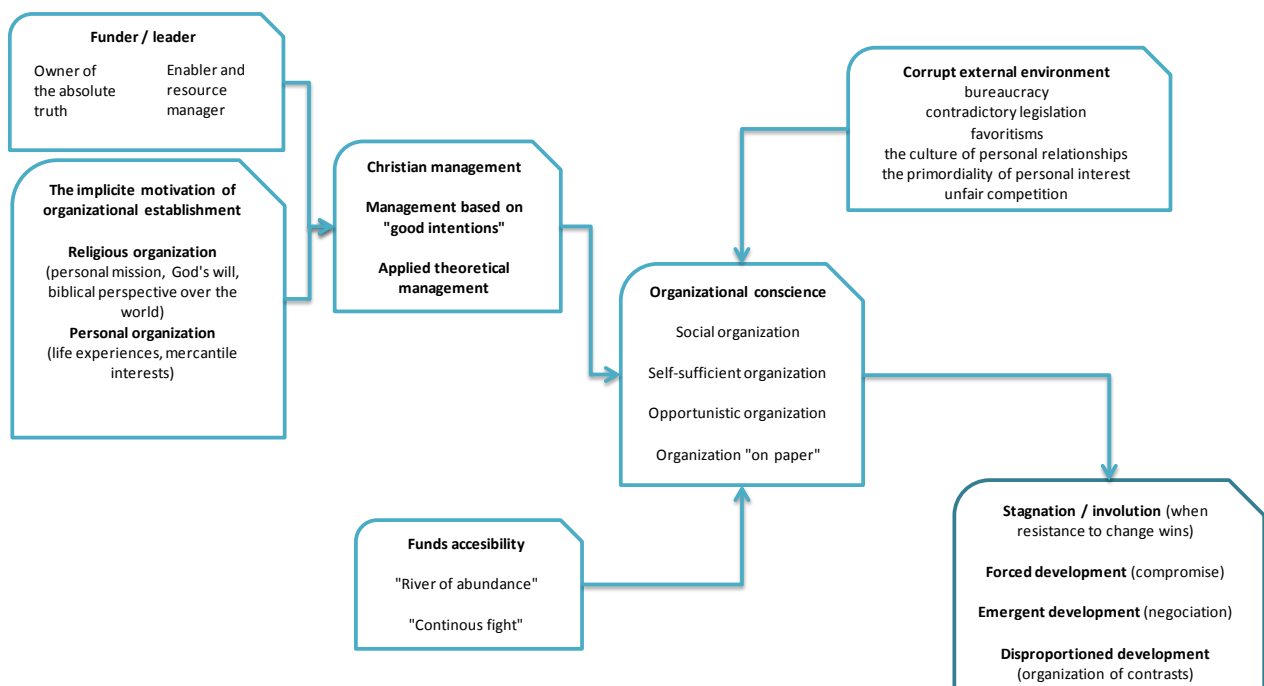 Funder / leader
Owner of
the absolute
truth
Enabler and
resource
manager
The implicite motivation of
organizational establishment
Religious organization
(personal mission, God's will,
biblical perspective over the
world)
Personal organization
(life experiences, mercantile
interests)
Christian management
Management based on
"good intentions"
Applied theoretical
management
Corrupt external environment
bureaucracy
contradictory legislation
favoritisms
the culture of personal relationships
the primordiality of personal interest
unfair competition
Organizational conscience
Social organization
Self-sufficient organization
Opportunistic organization
Organization "on paper"
Funds accesibility
"River of abundance"
"Continous fight"
Stagnation / involution (when
resistance to change wins)
Forced development (compromise)
Emergent development (negociation)
Disproportioned development
(organization of contrasts)